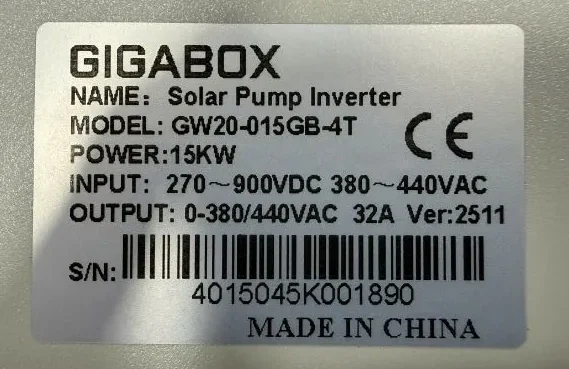 GIGABOX
NAME: Solar Pump Inverter
MODEL: GW20-015GB-4T
POWER:15KW
CE
INPUT: 270～900VDC 380～440VAC
OUTPUT: 0-380/440VAC 32A Ver:2511
S/N:
4015045K001890
MADE IN CHINA